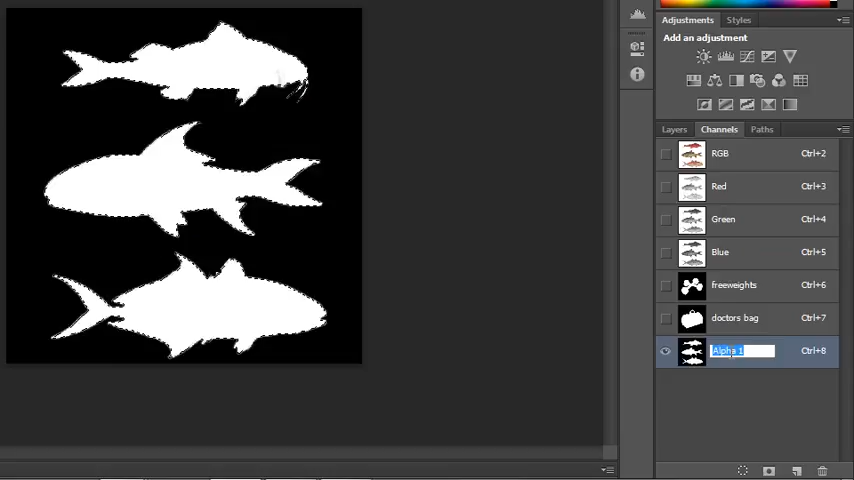 Adjustments Styles
Add an adjustment
Layers Channels Paths
RGB Ctrl+2
Red Ctrl+3
Green Ctrl+4
Blue Ctrl+5
freeweights Ctrl+6
doctors bag Ctrl+7
Alpha 1 Ctrl+8